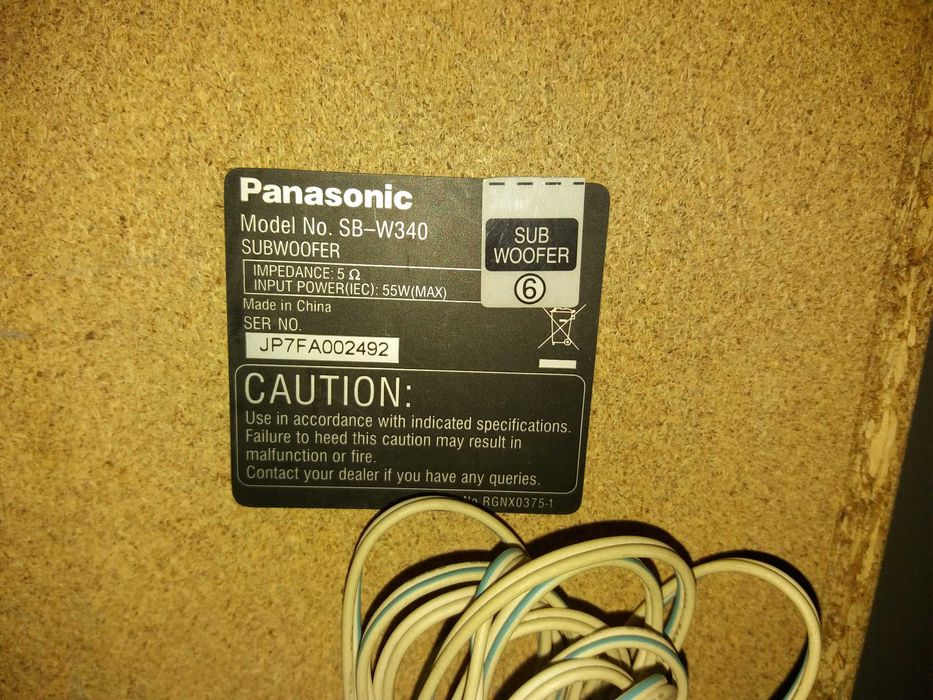 Panasonic
Model No. SB-W340
SUBWOOFER
IMPEDANCE: 5 Ω
INPUT POWER(IEC): 55W(MAX)
Made in China
SER NO.
JP7FA002492
SUB
WOOFER
⑥
CAUTION:
Use in accordance with indicated specifications.
Failure to heed this caution may result in
malfunction or fire.
Contact your dealer if you have any queries.
No RGNX0375-1